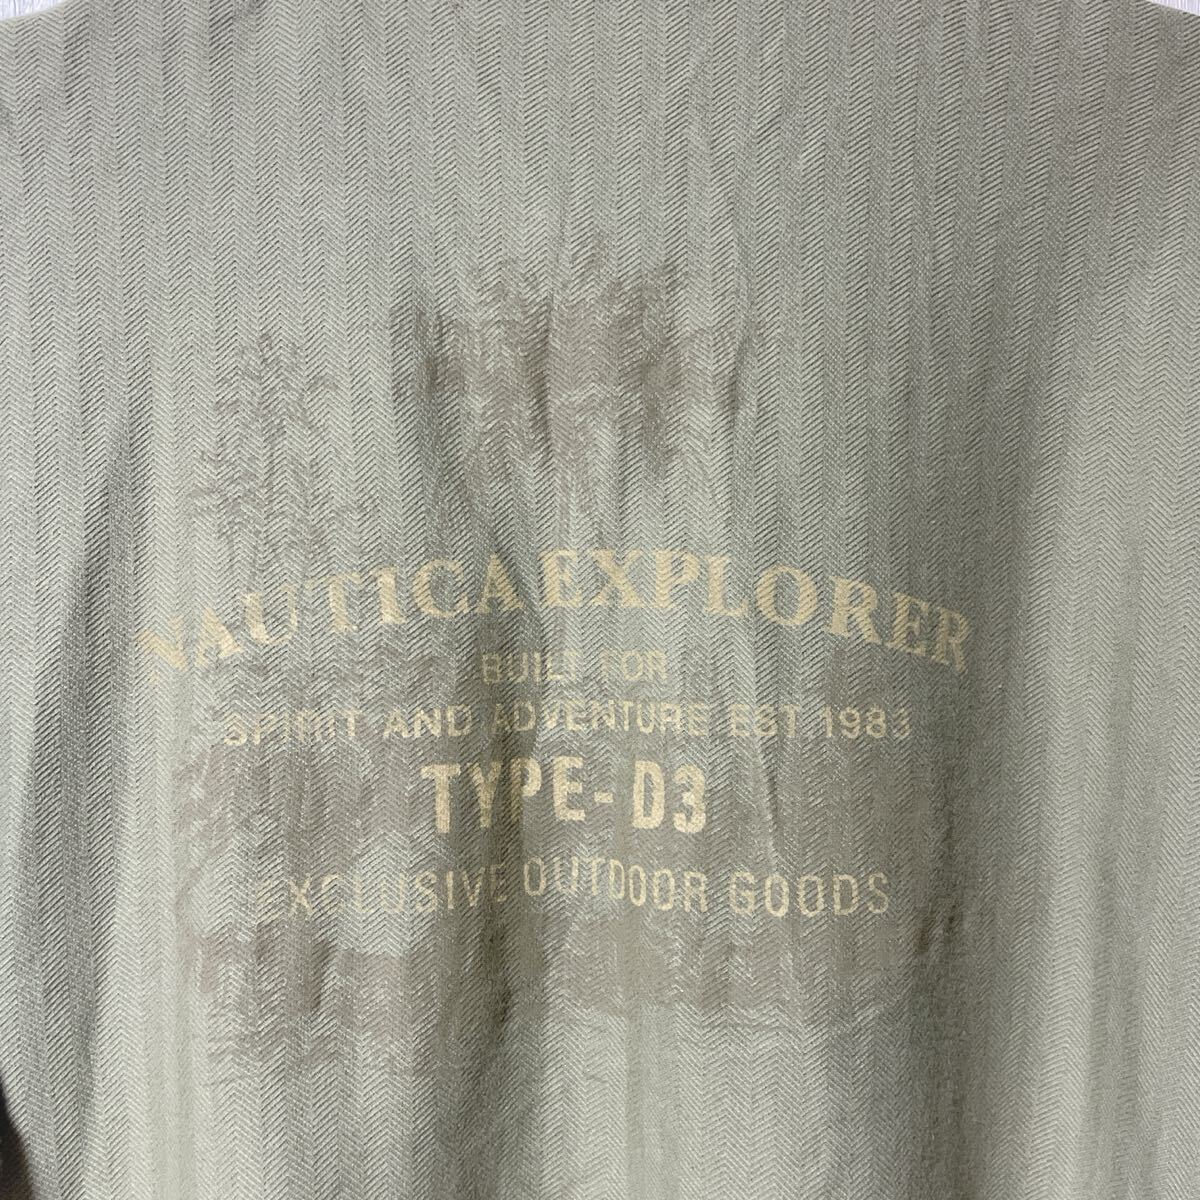 NAUTICA EXPLORER
BUILT FOR
SPIRIT AND ADVENTURE EST.1983
TYPE-D3
EXCLUSIVE OUTDOOR GOODS